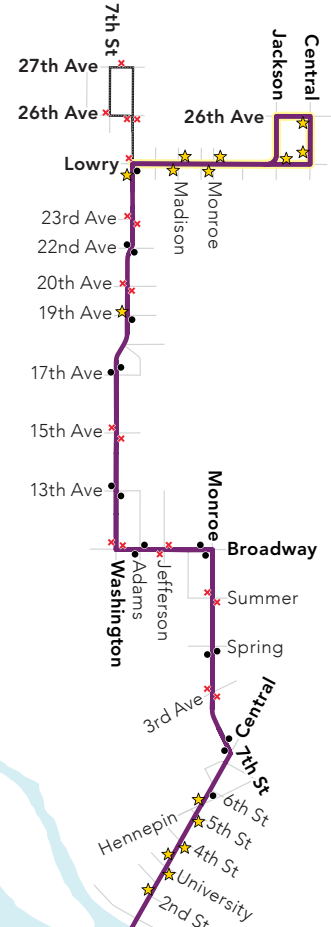 7th St
Jackson
Central
27th Ave
26th Ave
26th Ave
Lowry
Madison
Monroe
23rd Ave
22nd Ave
20th Ave
19th Ave
17th Ave
15th Ave
13th Ave
Monroe
Broadway
Washington
Adams
Jefferson
Summer
Spring
3rd Ave
Central
7th St
6th St
Hennepin
5th St
4th St
University
2nd St